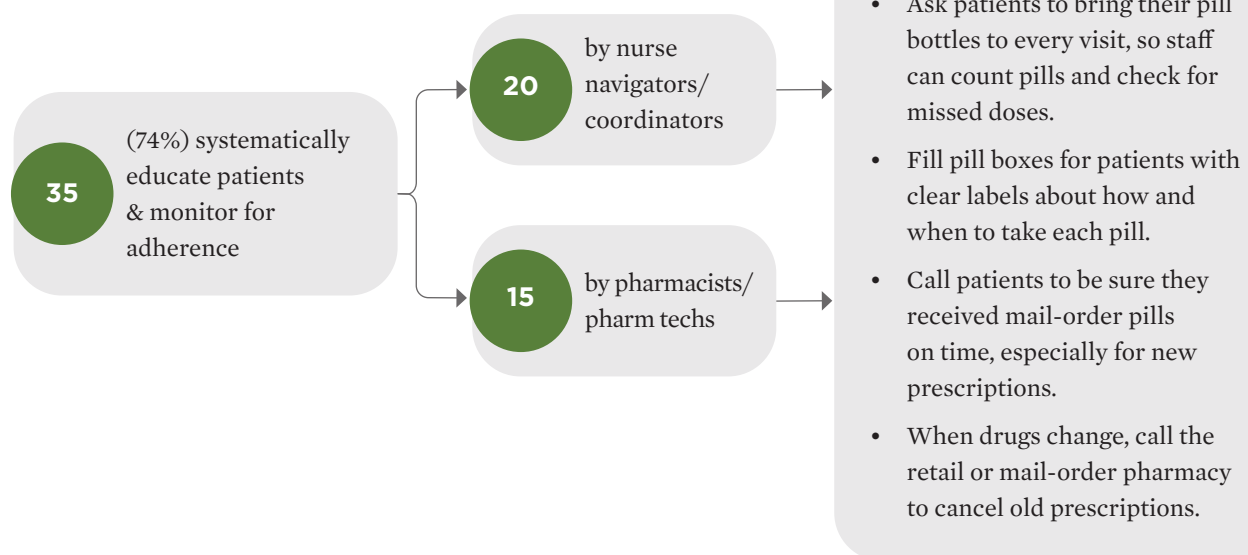 35
(74%) systematically
educate patients
& monitor for
adherence
20
by nurse
navigators/
coordinators
15
by pharmacists/
pharm techs
• Ask patients to bring their pill
bottles to every visit, so staff
can count pills and check for
missed doses.
• Fill pill boxes for patients with
clear labels about how and
when to take each pill.
• Call patients to be sure they
received mail-order pills
on time, especially for new
prescriptions.
• When drugs change, call the
retail or mail-order pharmacy
to cancel old prescriptions.